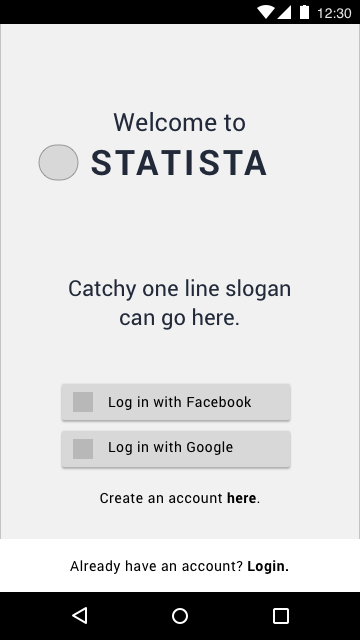 12:30
Welcome to
STATISTA
Catchy one line slogan
can go here.
Log in with Facebook
Log in with Google
Create an account here.
Already have an account? Login.